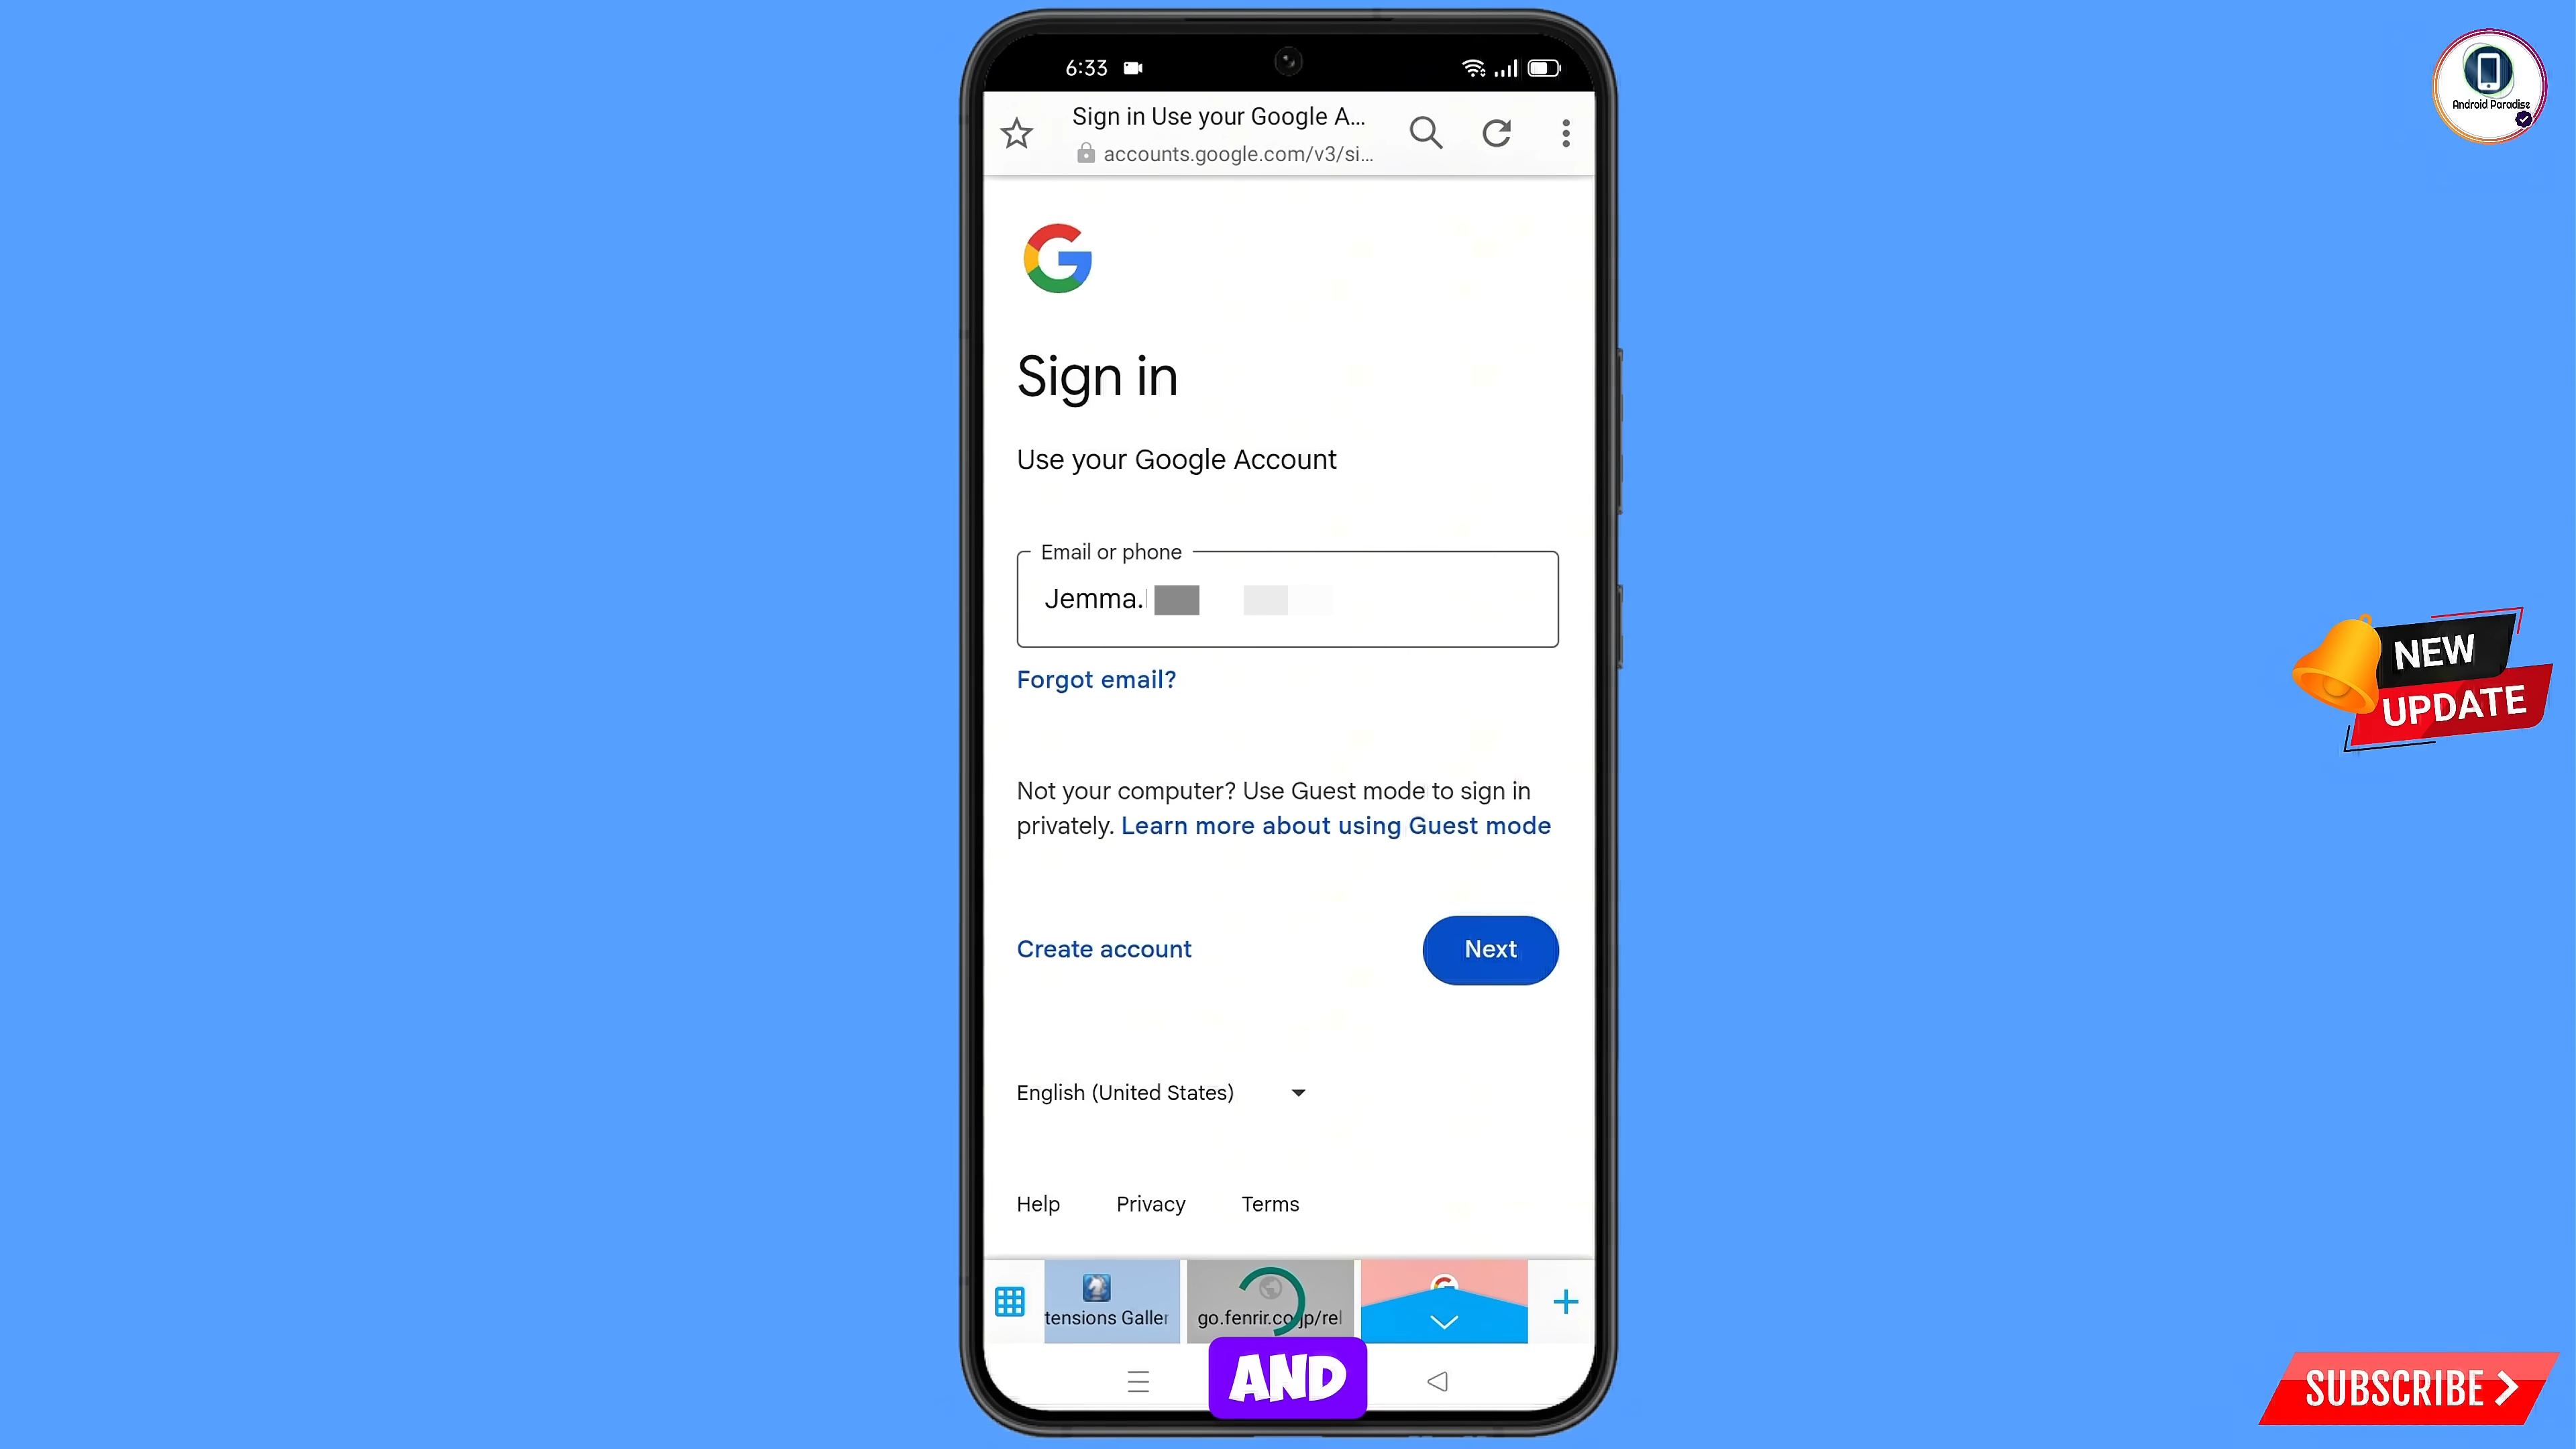 6:33
Android Paradise
Sign in Use your Google A...
accounts.google.com/v3/si...
Sign in
Use your Google Account
Email or phone
Jemma.
Forgot email?
NEW
UPDATE
Not your computer? Use Guest mode to sign in
privately. Learn more about using Guest mode
Create account
Next
English (United States)
Help
Privacy
Terms
tensions Galler
go.fenrir.co.jp/rel
AND
SUBSCRIBE